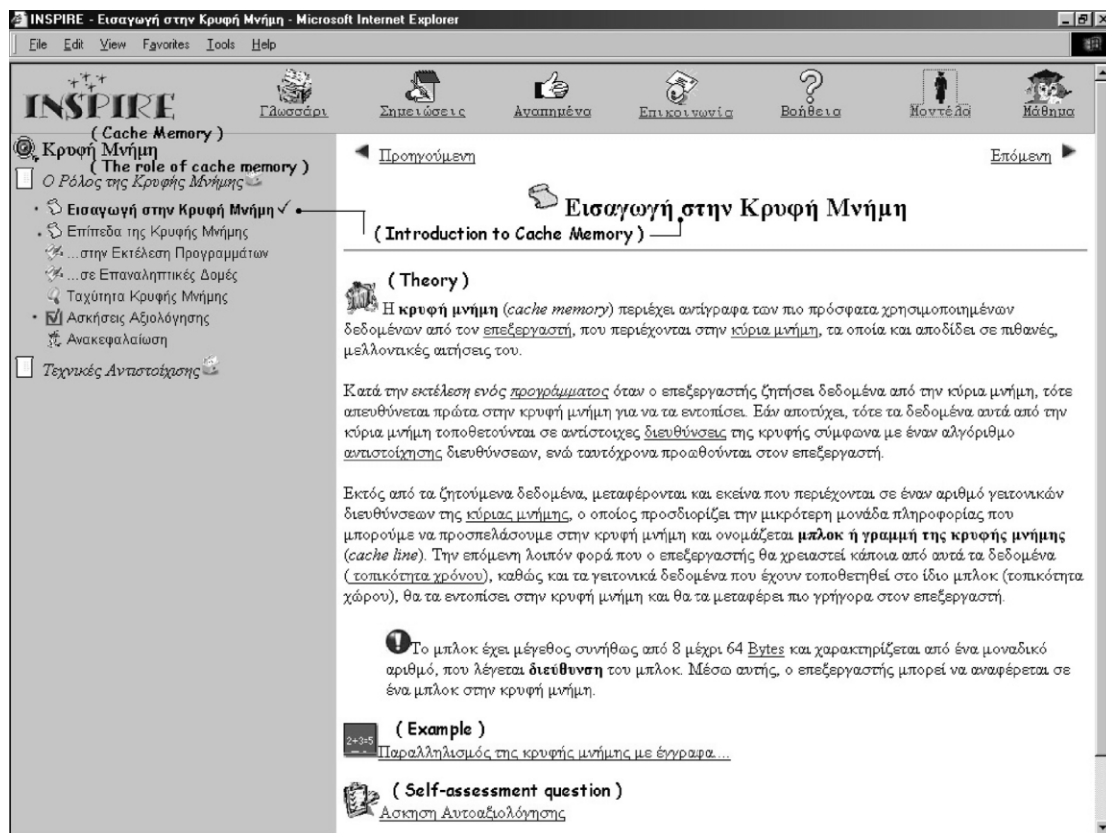 INSPIRE - Εισαγωγή στην Κρυφή Μνήμη - Microsoft Internet Explorer
File Edit View Favorites Tools Help
INSPIRE
Γλωσσάρι Σημειώσεις Αγαπημένα Επικοινωνία Βοήθεια Μοντέλο Μάθημα
( Cache Memory )
Κρυφή Μνήμη
( The role of cache memory )
Ο Ρόλος της Κρυφής Μνήμης
Εισαγωγή στην Κρυφή Μνήμη
Επίπεδα της Κρυφής Μνήμης
...στην Εκτέλεση Προγραμμάτων
...σε Επαναληπτικές Δομές
Ταχύτητα Κρυφής Μνήμης
Ασκήσεις Αξιολόγησης
Ανακεφαλαίωση
Τεχνικές Αντιστοίχισης
Προηγούμενη Επόμενη
Εισαγωγή στην Κρυφή Μνήμη
( Introduction to Cache Memory )
( Theory )
Η κρυφή μνήμη (cache memory) περιέχει αντίγραφα των πιο πρόσφατα χρησιμοποιημένων
δεδομένων από τον επεξεργαστή, που περιέχονται στην κύρια μνήμη, τα οποία και αποδίδει σε πιθανές,
μελλοντικές αιτήσεις του.
Κατά την εκτέλεση ενός προγράμματος όταν ο επεξεργαστής ζητήσει δεδομένα από την κύρια μνήμη, τότε
απευθύνεται πρώτα στην κρυφή μνήμη για να τα εντοπίσει. Εάν αποτύχει, τότε τα δεδομένα αυτά από την
κύρια μνήμη τοποθετούνται σε αντίστοιχες διευθύνσεις της κρυφής σύμφωνα με έναν αλγόριθμο
αντιστοίχησης διευθύνσεων, ενώ ταυτόχρονα προωθούνται στον επεξεργαστή.
Εκτός από τα ζητούμενα δεδομένα, μεταφέρονται και εκείνα που περιέχονται σε έναν αριθμό γειτονικών
διευθύνσεων της κύριας μνήμης, ο οποίος προσδιορίζει την μικρότερη μονάδα πληροφορίας που
μπορούμε να προσπελάσουμε στην κρυφή μνήμη και ονομάζεται μπλοκ ή γραμμή της κρυφής μνήμης
(cache line). Την επόμενη λοιπόν φορά που ο επεξεργαστής θα χρειαστεί κάποια από αυτά τα δεδομένα
( τοπικότητα χρόνου), καθώς και τα γειτονικά δεδομένα που έχουν τοποθετηθεί στο ίδιο μπλοκ (τοπικότητα
χώρου), θα τα εντοπίσει στην κρυφή μνήμη και θα τα μεταφέρει πιο γρήγορα στον επεξεργαστή.
Το μπλοκ έχει μέγεθος συνήθως από 8 μέχρι 64 Bytes και χαρακτηρίζεται από ένα μοναδικό
αριθμό, που λέγεται διεύθυνση του μπλοκ. Μέσω αυτής, ο επεξεργαστής μπορεί να αναφέρεται σε
ένα μπλοκ στην κρυφή μνήμη.
( Example )
2+3=5
Παραλληλισμός της κρυφής μνήμης με έγγραφα....
( Self-assessment question )
Άσκηση Αυτοαξιολόγησης